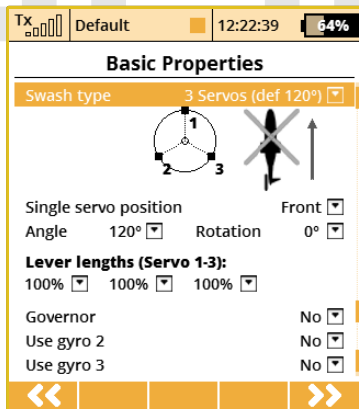 Tx Default 12:22:39 64%
Basic Properties
Swash type 3 Servos (def 120°)
1
2 3
Single servo position Front
Angle 120° Rotation 0°
Lever lengths (Servo 1-3):
100% 100% 100%
Governor No
Use gyro 2 No
Use gyro 3 No